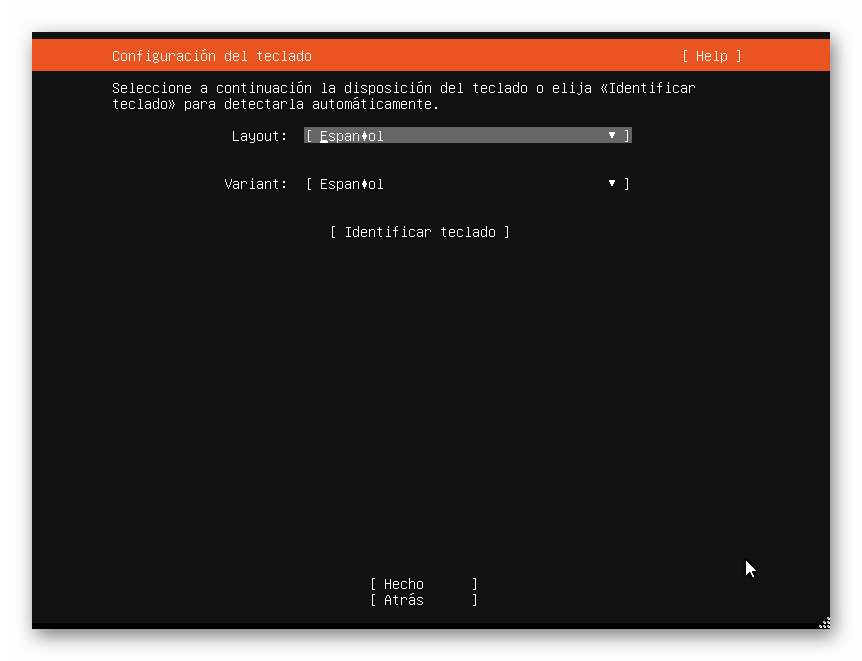 Configuración del teclado [ Help ]
Seleccione a continuación la disposición del teclado o elija «Identificar
teclado» para detectarla automáticamente.
Layout: [ Espan♦ol ▼ ]
Variant: [ Espan♦ol ▼ ]
[ Identificar teclado ]
[ Hecho ]
[ Atrás ]